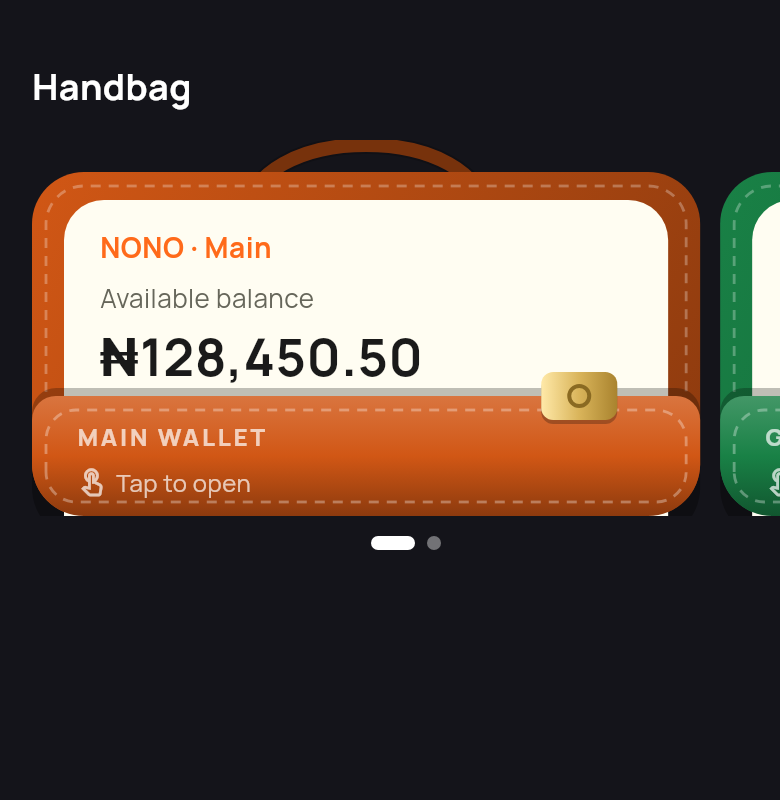 Handbag
NONO · Main
Available balance
₦128,450.50
MAIN WALLET
Tap to open
G